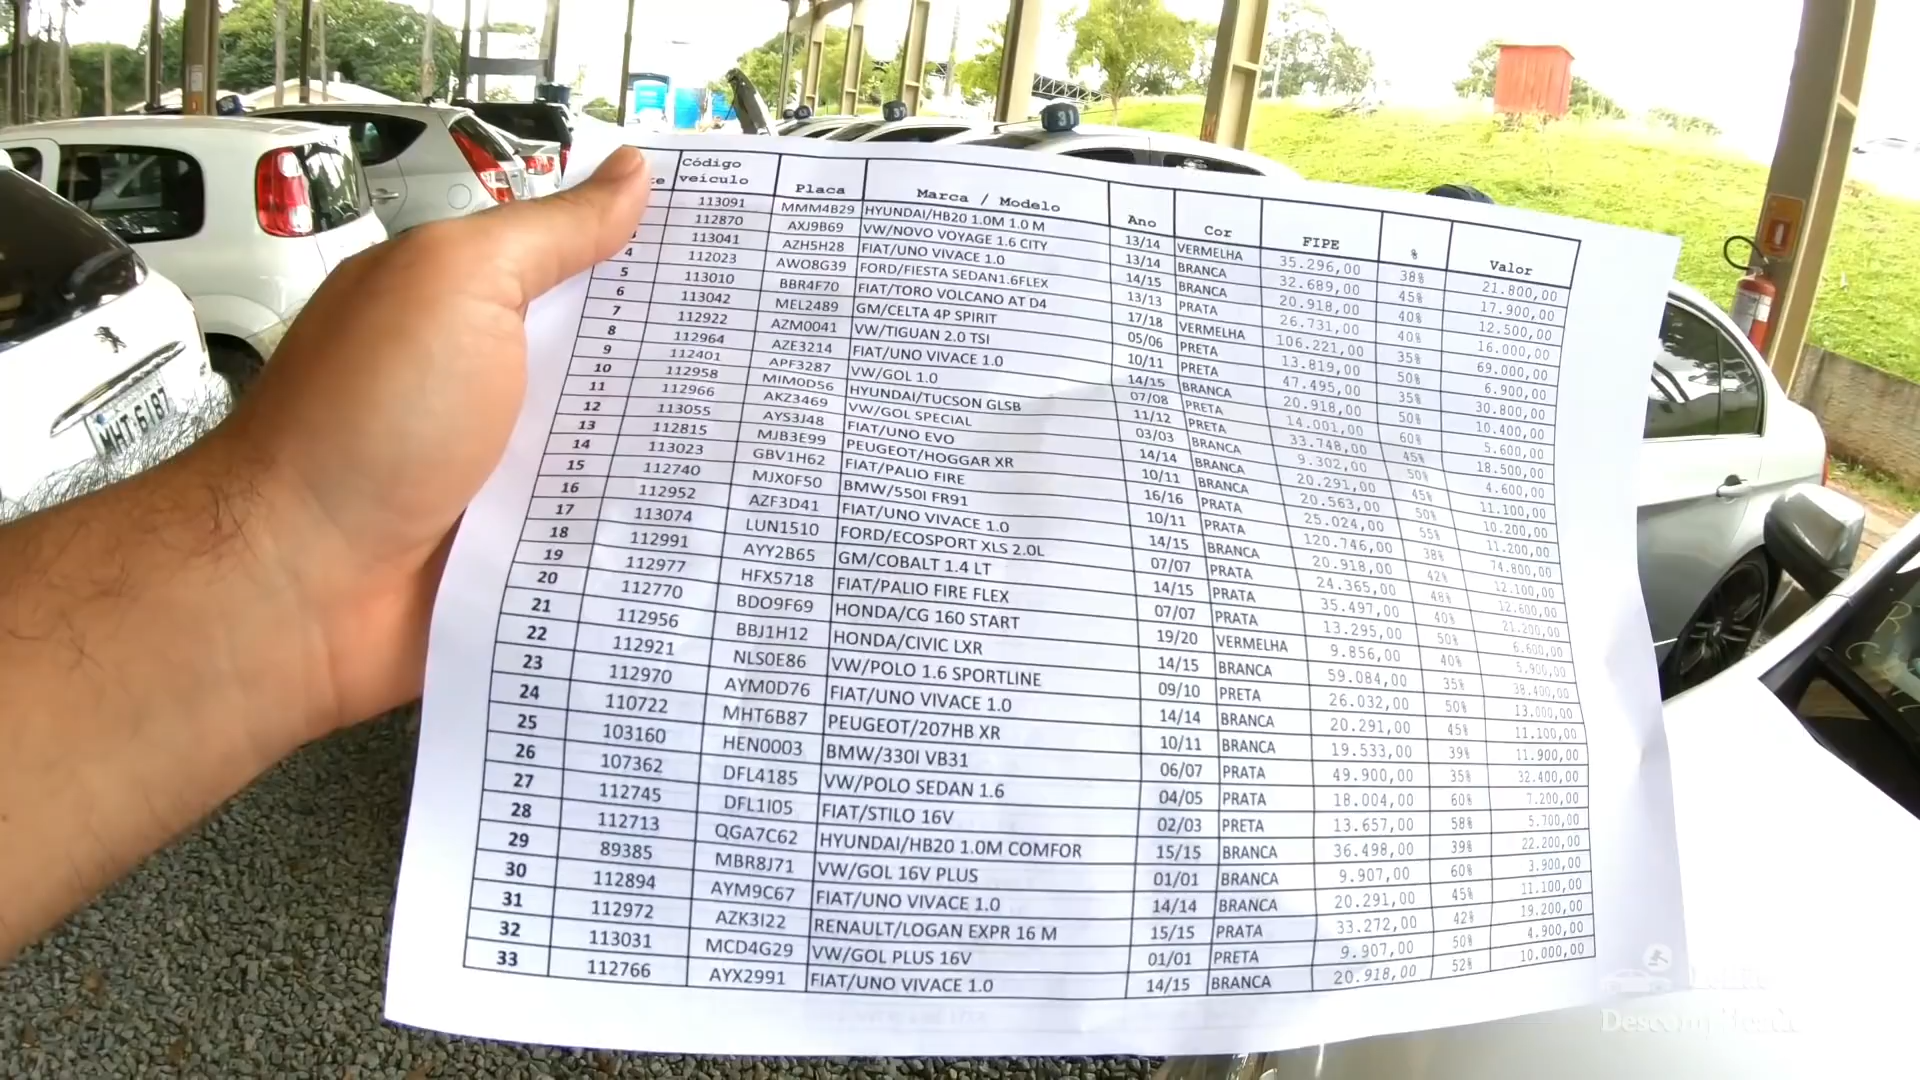 Código veículo Placa Marca / Modelo Ano Cor FIPE % Valor
113091 MMM4B29 HYUNDAI/HB20 1.0M 1.0 M 13/14 VERMELHA 35.296,00 38% 21.800,00
112870 AXJ9B69 VW/NOVO VOYAGE 1.6 CITY 13/14 BRANCA 32.689,00 45% 17.900,00
113041 AZH5H28 FIAT/UNO VIVACE 1.0 14/15 BRANCA 20.918,00 40% 12.500,00
4 112023 AWO8G39 FORD/FIESTA SEDAN1.6FLEX 13/13 PRATA 26.731,00 40% 16.000,00
5 113010 BBR4F70 FIAT/TORO VOLCANO AT D4 17/18 VERMELHA 106.221,00 35% 69.000,00
6 113042 MEL2489 GM/CELTA 4P SPIRIT 05/06 PRETA 13.819,00 50% 6.900,00
7 112922 AZM0041 VW/TIGUAN 2.0 TSI 10/11 PRETA 47.495,00 35% 30.800,00
8 112964 AZE3214 FIAT/UNO VIVACE 1.0 14/15 BRANCA 20.918,00 50% 10.400,00
9 112401 APF3287 VW/GOL 1.0 07/08 PRETA 14.001,00 60% 5.600,00
10 112958 MIM0D56 HYUNDAI/TUCSON GLSB 11/12 PRETA 33.748,00 45% 18.500,00
11 112966 AKZ3469 VW/GOL SPECIAL 03/03 BRANCA 9.302,00 50% 4.600,00
12 113055 AYS3J48 FIAT/UNO EVO 14/14 BRANCA 20.291,00 45% 11.100,00
13 112815 MJB3E99 PEUGEOT/HOGGAR XR 10/11 BRANCA 20.563,00 50% 10.200,00
14 113023 GBV1H62 FIAT/PALIO FIRE 16/16 PRATA 25.024,00 55% 11.200,00
15 112740 MJX0F50 BMW/550I FR91 10/11 PRATA 120.746,00 38% 74.800,00
16 112952 AZF3D41 FIAT/UNO VIVACE 1.0 14/15 BRANCA 20.918,00 42% 12.100,00
17 113074 LUN1510 FORD/ECOSPORT XLS 2.0L 07/07 PRATA 24.365,00 48% 12.600,00
18 112991 AYY2B65 GM/COBALT 1.4 LT 14/15 PRATA 35.497,00 40% 21.200,00
19 112977 HFX5718 FIAT/PALIO FIRE FLEX 07/07 PRATA 13.295,00 50% 6.600,00
20 112770 BDO9F69 HONDA/CG 160 START 19/20 VERMELHA 9.856,00 40% 5.900,00
21 112956 BBJ1H12 HONDA/CIVIC LXR 14/15 BRANCA 59.084,00 35% 38.400,00
22 112921 NLS0E86 VW/POLO 1.6 SPORTLINE 09/10 PRETA 26.032,00 50% 13.000,00
23 112970 AYM0D76 FIAT/UNO VIVACE 1.0 14/14 BRANCA 20.291,00 45% 11.100,00
24 110722 MHT6B87 PEUGEOT/207HB XR 10/11 BRANCA 19.533,00 39% 11.900,00
25 103160 HEN0003 BMW/330I VB31 06/07 PRATA 49.900,00 35% 32.400,00
26 107362 DFL4185 VW/POLO SEDAN 1.6 04/05 PRATA 18.004,00 60% 7.200,00
27 112745 DFL1I05 FIAT/STILO 16V 02/03 PRETA 13.657,00 58% 5.700,00
28 112713 QGA7C62 HYUNDAI/HB20 1.0M COMFOR 15/15 BRANCA 36.498,00 39% 22.200,00
29 89385 MBR8J71 VW/GOL 16V PLUS 01/01 BRANCA 9.907,00 60% 3.900,00
30 112894 AYM9C67 FIAT/UNO VIVACE 1.0 14/14 BRANCA 20.291,00 45% 11.100,00
31 112972 AZK3I22 RENAULT/LOGAN EXPR 16 M 15/15 PRATA 33.272,00 42% 19.200,00
32 113031 MCD4G29 VW/GOL PLUS 16V 01/01 PRETA 9.907,00 50% 4.900,00
33 112766 AYX2991 FIAT/UNO VIVACE 1.0 14/15 BRANCA 20.918,00 52% 10.000,00
31